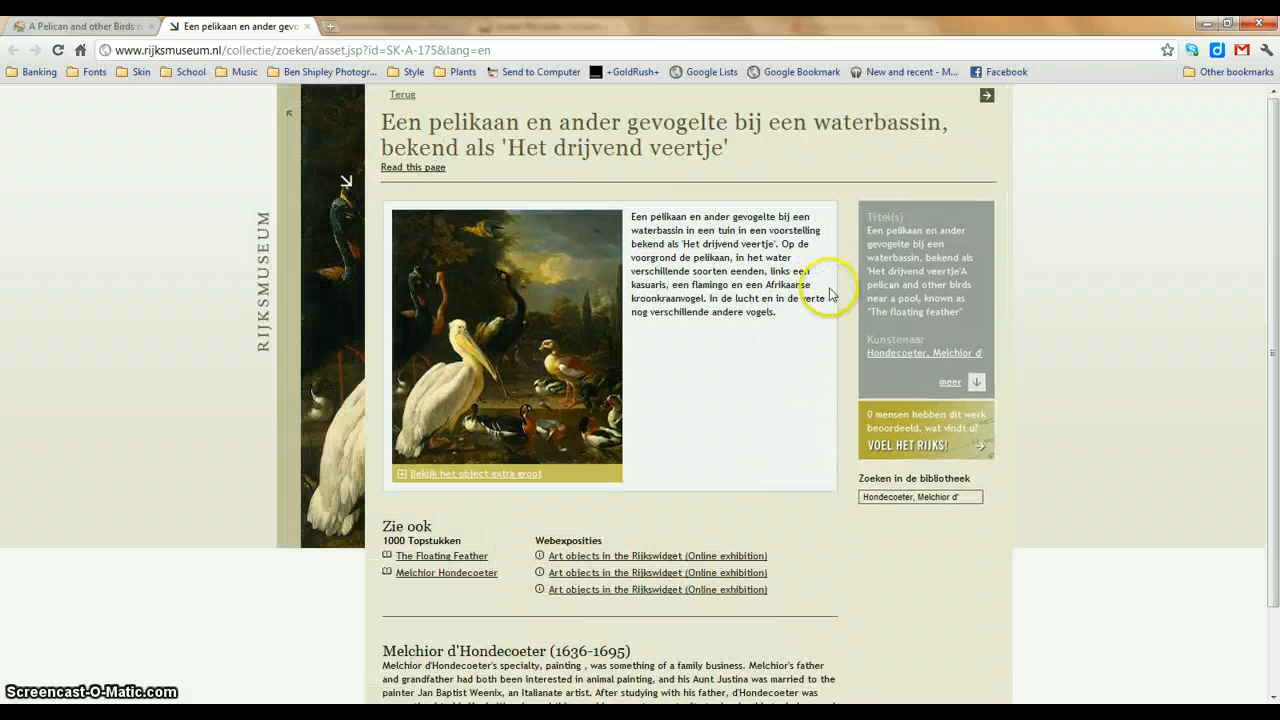 A Pelican and other Birds n
Een pelikaan en ander gevo
www.rijksmuseum.nl/collectie/zoeken/asset.jsp?id=SK-A-175&lang=en
Banking Fonts Skin School Music Ben Shipley Photogr... Style Plants Send to Computer +GoldRush+ Google Lists Google Bookmark New and recent - M... Facebook Other bookmarks
Terug
Een pelikaan en ander gevogelte bij een waterbassin,
bekend als 'Het drijvend veertje'
Read this page
RIJKSMUSEUM
Een pelikaan en ander gevogelte bij een
waterbassin in een tuin in een voorstelling
bekend als 'Het drijvend veertje'. Op de
voorgrond de pelikaan, in het water
verschillende soorten eenden, links een
kasuaris, een flamingo en een Afrikaanse
kroonkraanvogel. In de lucht en in de verte
nog verschillende andere vogels.
Bekijk het object extra groot
Titel(s)
Een pelikaan en ander
gevogelte bij een
waterbassin, bekend als
'Het drijvend veertje'A
pelican and other birds
near a pool, known as
"The floating feather"
Kunstenaar
Hondecoeter, Melchior d'
meer
0 mensen hebben dit werk
beoordeeld. wat vindt o?
VOEL HET RIJKS!
Zoeken in de bibliotheek
Hondecoeter, Melchior d'
Zie ook
1000 Topstukken
The Floating Feather
Melchior Hondecoeter
Webexposities
Art objects in the Rijkswidget (Online exhibition)
Art objects in the Rijkswidget (Online exhibition)
Art objects in the Rijkswidget (Online exhibition)
Melchior d'Hondecoeter (1636-1695)
Melchior d'Hondecoeter's specialty, painting , was something of a family business. Melchior's father
and grandfather had both been interested in animal painting, and his Aunt Justina was married to the
painter Jan Baptist Weenix, an Italianate artist. After studying with his father, d'Hondecoeter was
Screencast-O-Matic.com